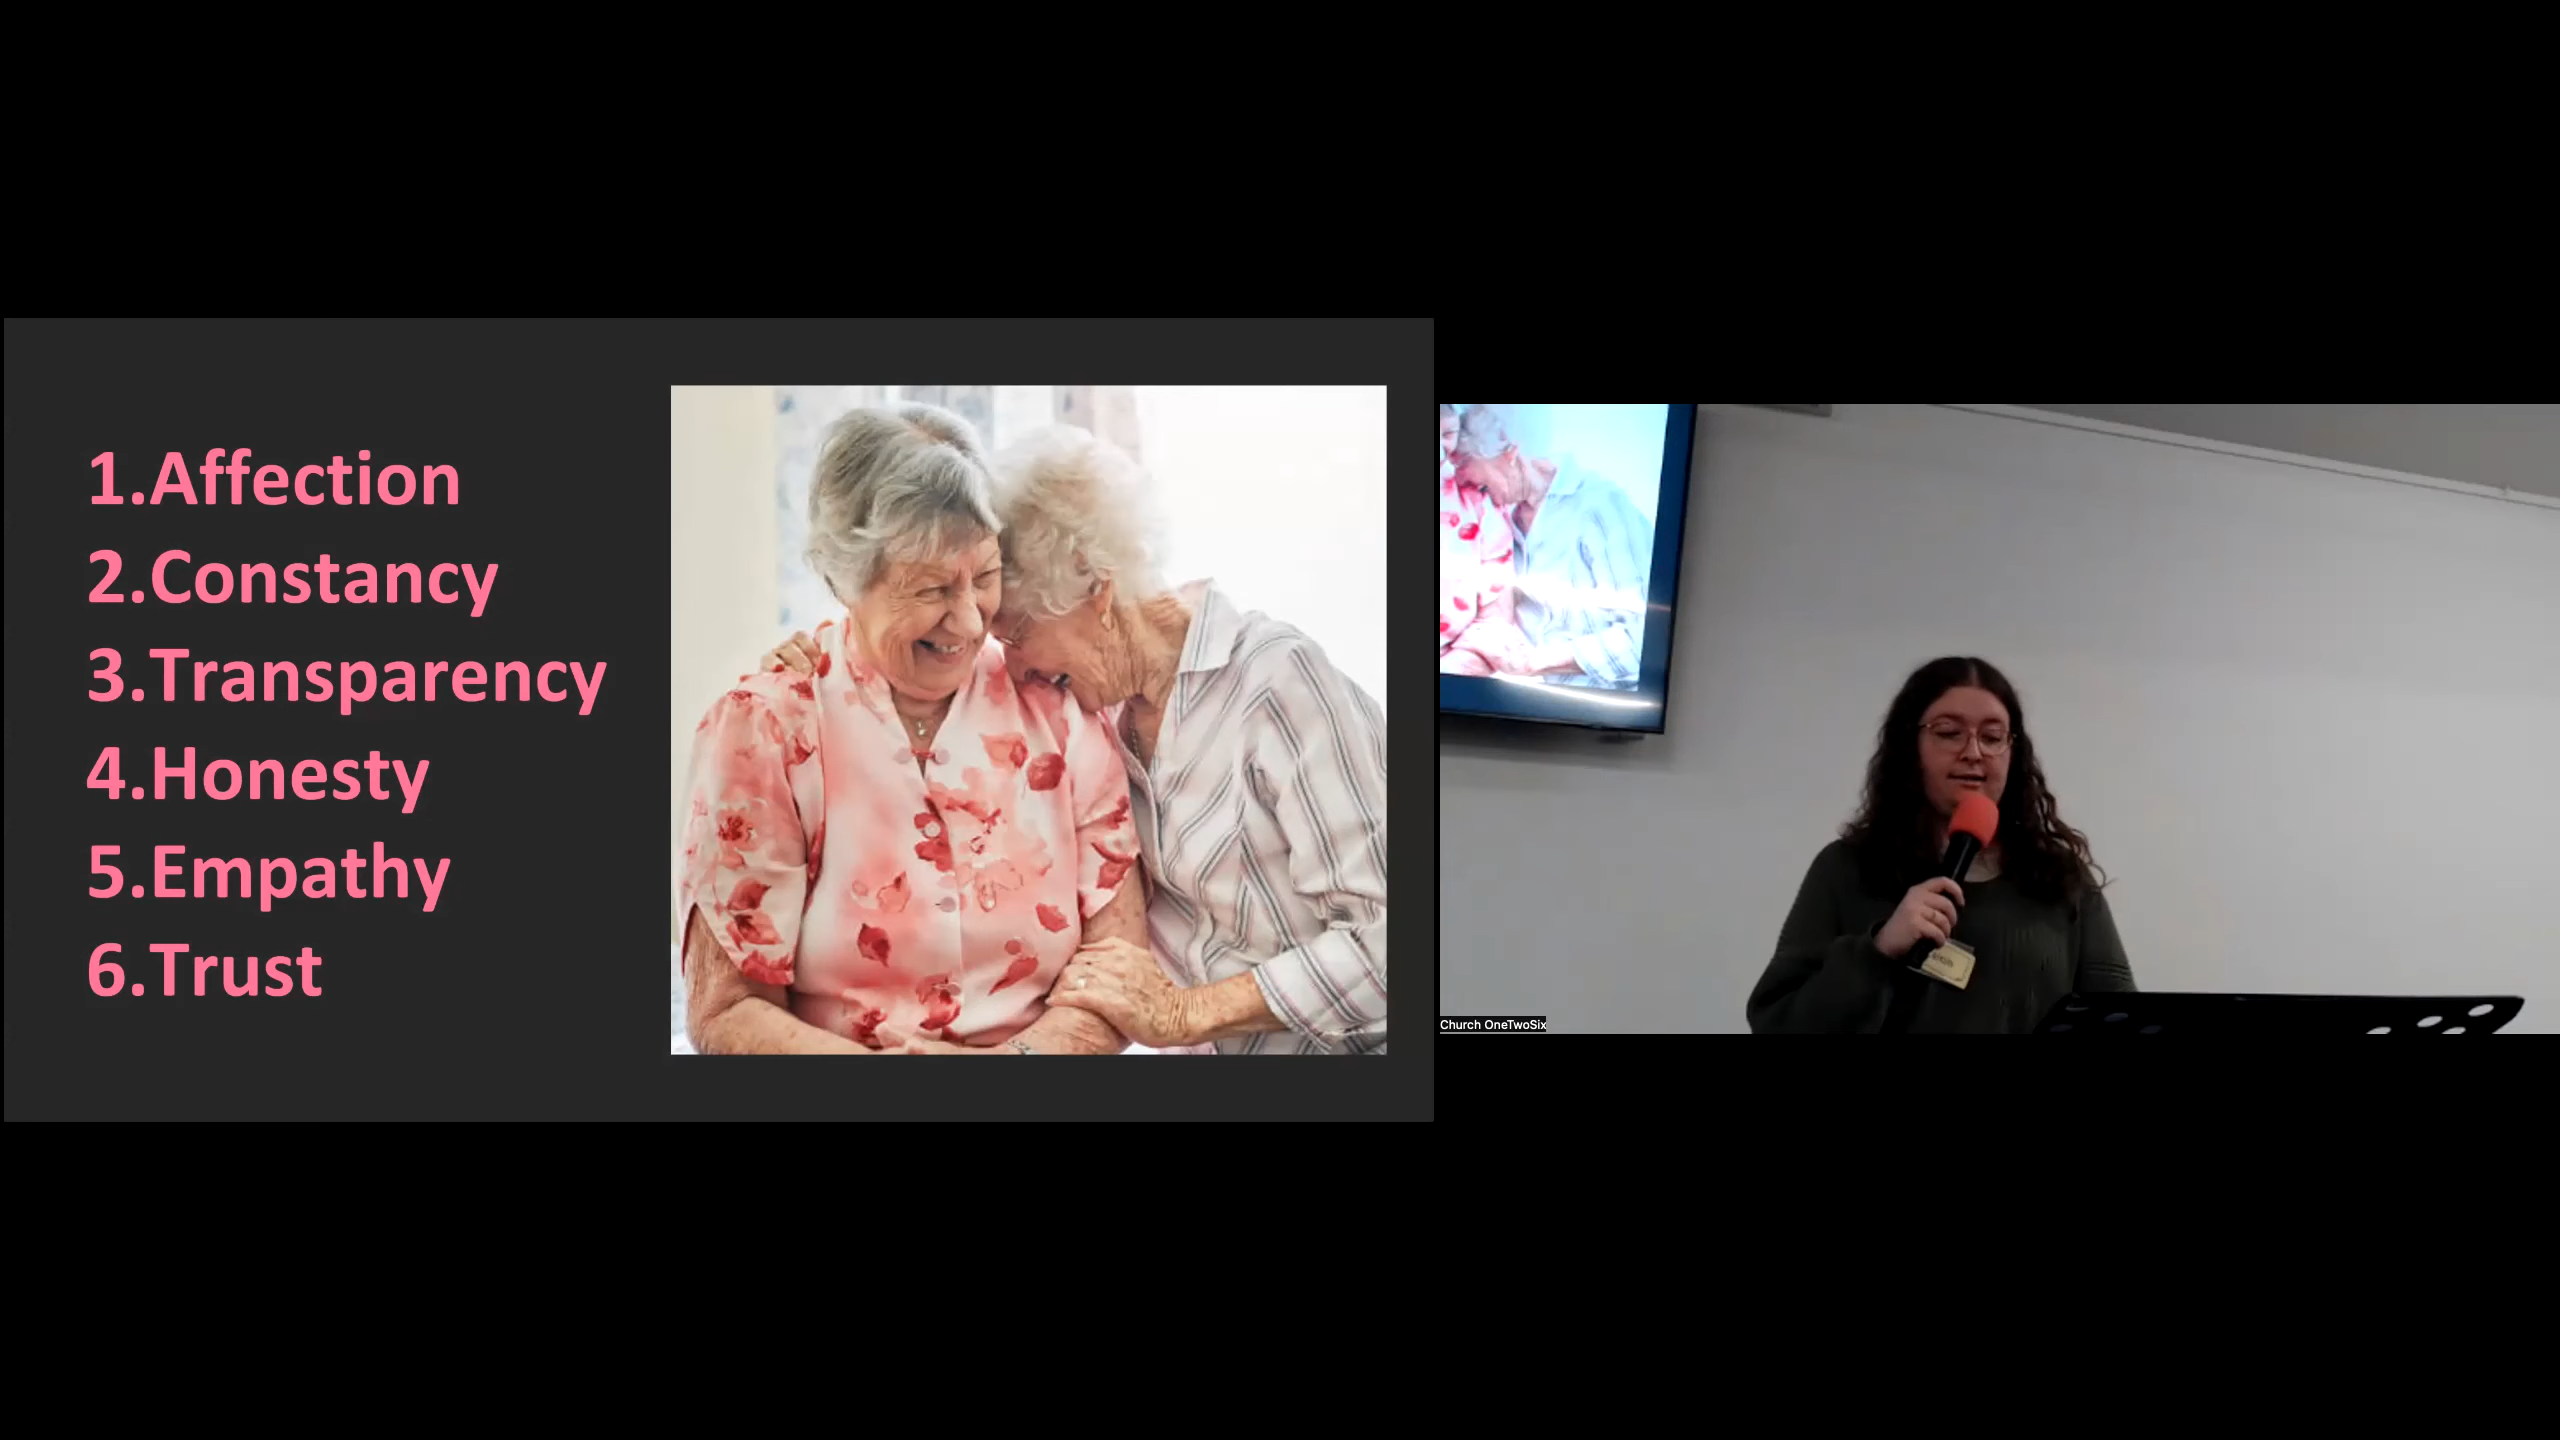 1.Affection
2.Constancy
3.Transparency
4.Honesty
5.Empathy
6.Trust
Church OneTwoSix